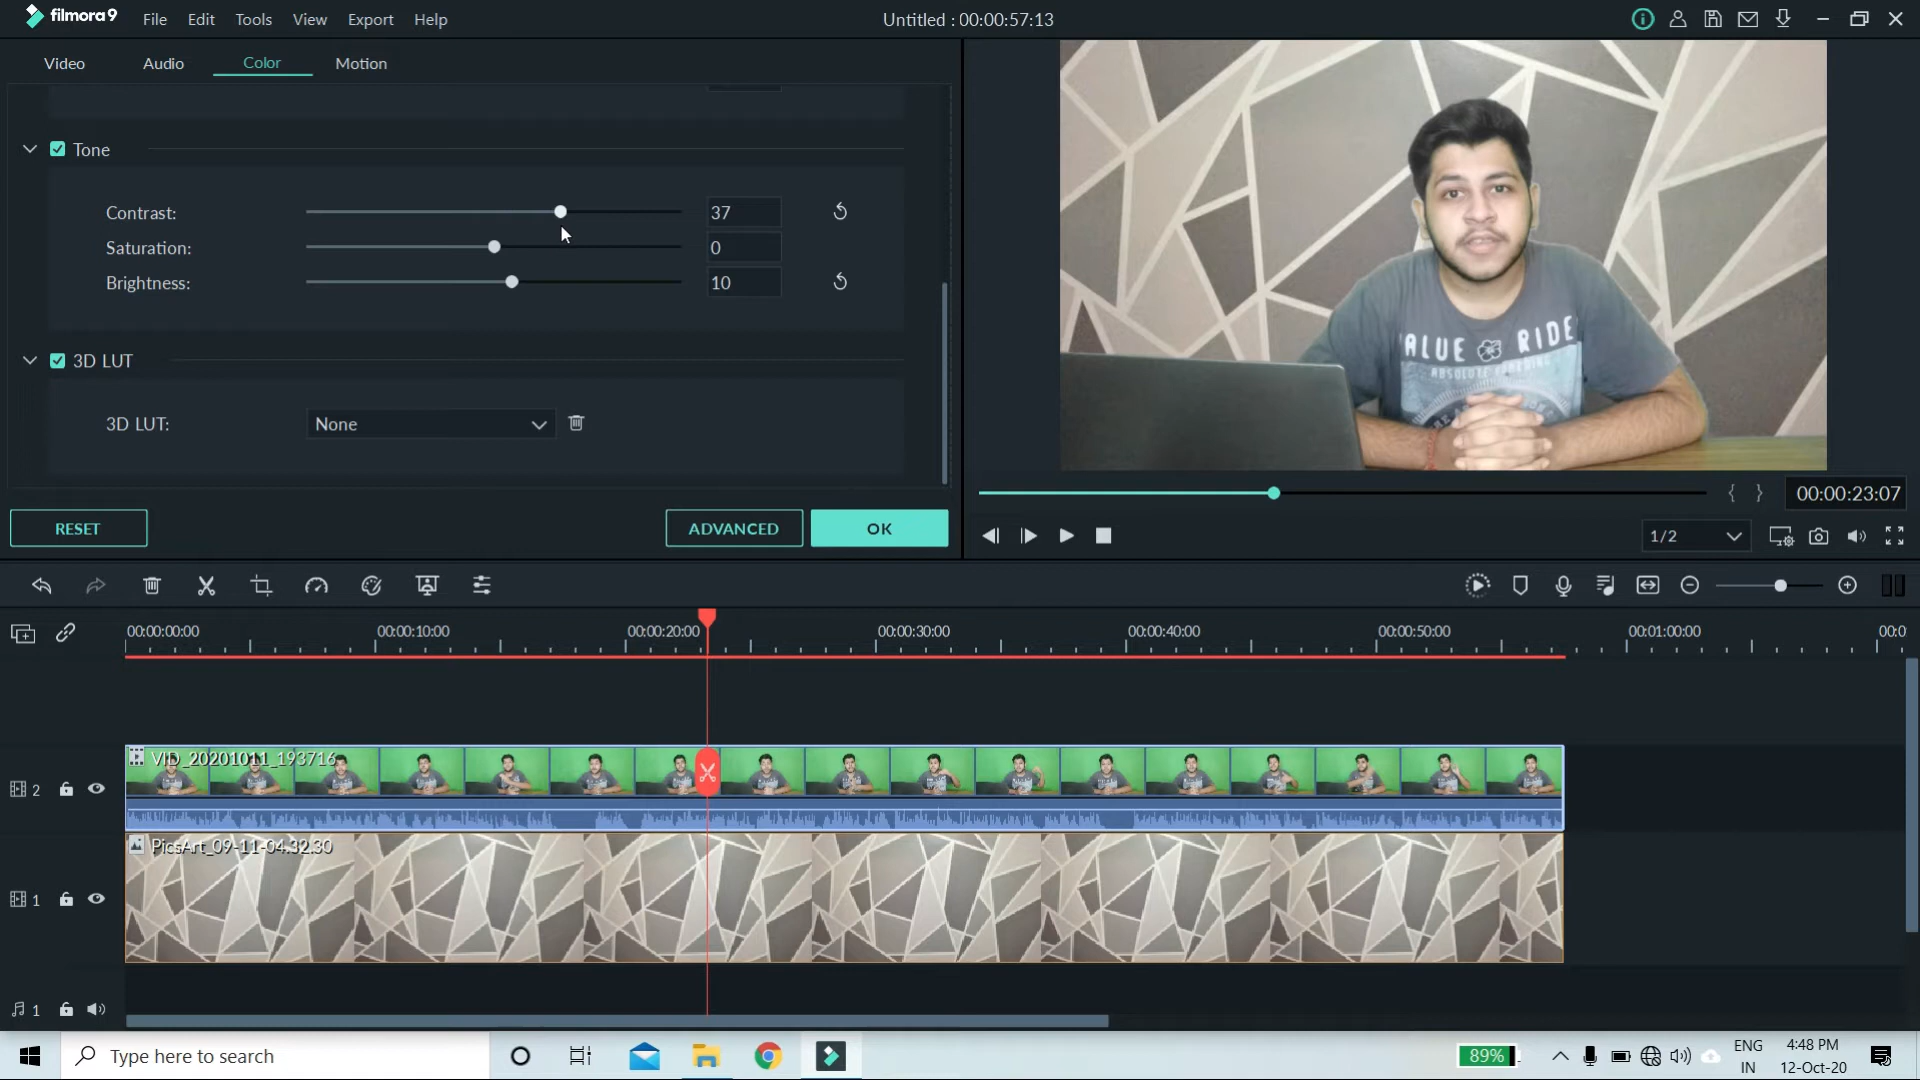 filmora9 File Edit Tools View Export Help Untitled : 00:00:57:13
Video Audio Color Motion
Tone
Contrast: 37
Saturation: 0
Brightness: 10
3D LUT
3D LUT: None
RESET ADVANCED OK
VALUE RIDE
ABSOLUTE
{ } 00:00:23:07
1/2
00:00:00:00 00:00:10:00 00:00:20:00 00:00:30:00 00:00:40:00 00:00:50:00 00:01:00:00 00:0
VID_20201011_193716
2
PicsArt_09-11-04.32.30
1
1
Type here to search
89%
ENG
IN
4:48 PM
12-Oct-20